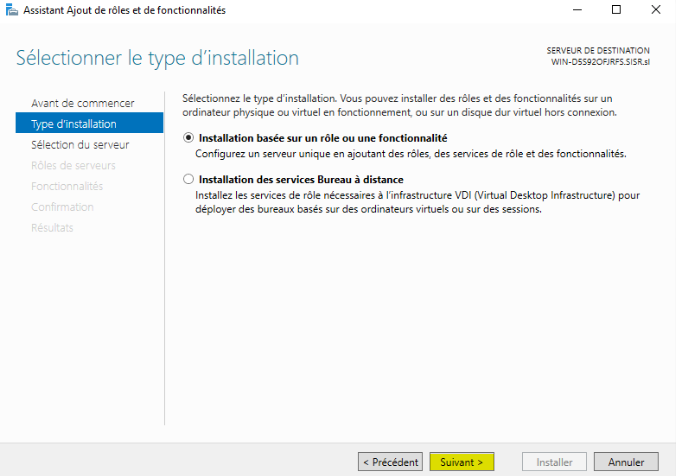 Assistant Ajout de rôles et de fonctionnalités
Sélectionner le type d'installation
SERVEUR DE DESTINATION
WIN-D5S92OFJRFS.SISR.sl
Avant de commencer
Type d'installation
Sélection du serveur
Rôles de serveurs
Fonctionnalités
Confirmation
Résultats
Sélectionnez le type d'installation. Vous pouvez installer des rôles et des fonctionnalités sur un
ordinateur physique ou virtuel en fonctionnement, ou sur un disque dur virtuel hors connexion.
Installation basée sur un rôle ou une fonctionnalité
Configurez un serveur unique en ajoutant des rôles, des services de rôle et des fonctionnalités.
Installation des services Bureau à distance
Installez les services de rôle nécessaires à l'infrastructure VDI (Virtual Desktop Infrastructure) pour
déployer des bureaux basés sur des ordinateurs virtuels ou sur des sessions.
< Précédent
Suivant >
Installer
Annuler